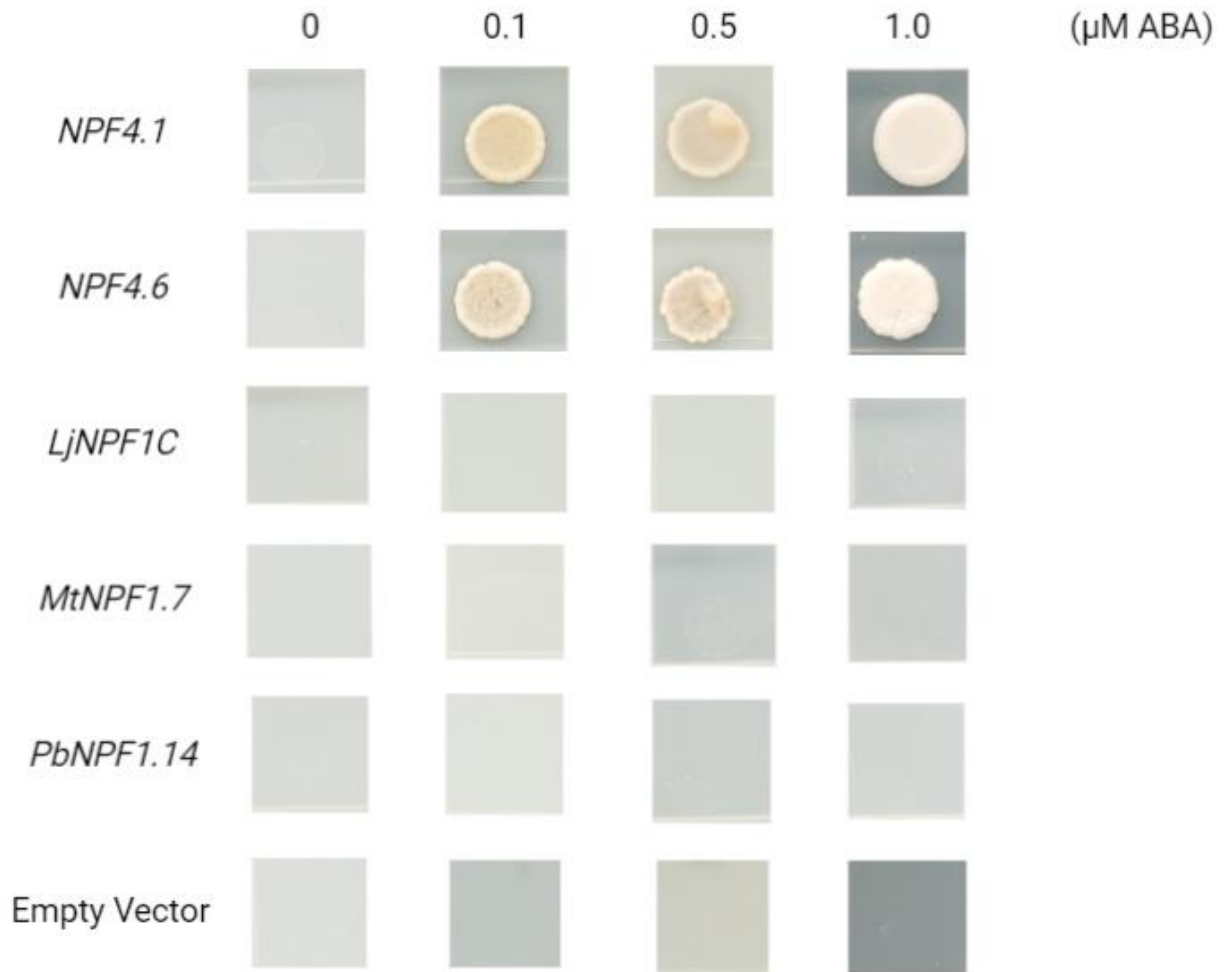 0 0.1 0.5 1.0 (µM ABA)
NPF4.1
NPF4.6
LjNPF1C
MtNPF1.7
PbNPF1.14
Empty Vector